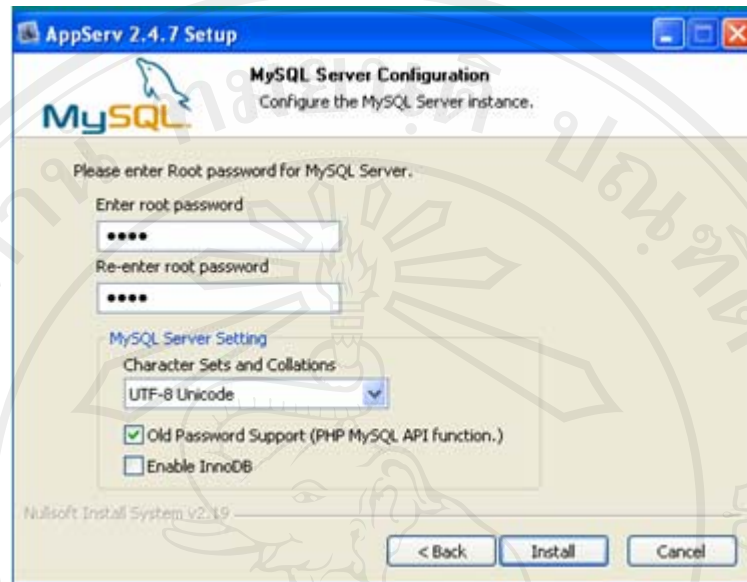 AppServ 2.4.7 Setup
MySQL Server Configuration
Configure the MySQL Server instance.
MySQL
Please enter Root password for MySQL Server.
Enter root password
••••
Re-enter root password
••••
MySQL Server Setting
Character Sets and Collations
UTF-8 Unicode
Old Password Support (PHP MySQL API function.)
Enable InnoDB
Nullsoft Install System v2.19
< Back
Install
Cancel